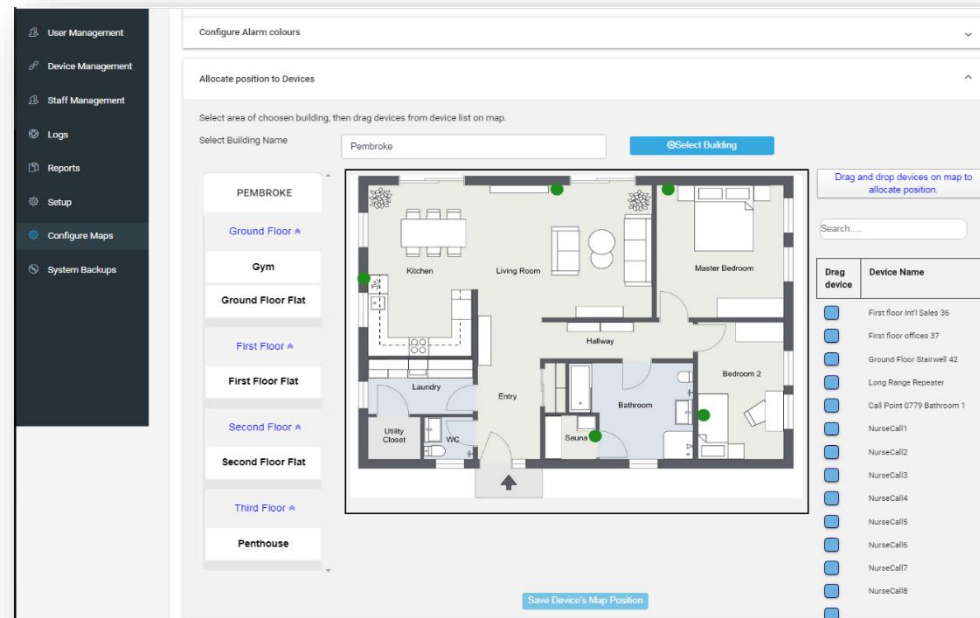 User Management
Device Management
Staff Management
Logs
Reports
Setup
Configure Maps
System Backups
Configure Alarm colours
Allocate position to Devices
Select area of choosen building, then drag devices from device list on map.
Select Building Name
Pembroke
Select Building
PEMBROKE
Ground Floor
Gym
Ground Floor Flat
First Floor
First Floor Flat
Second Floor
Second Floor Flat
Third Floor
Penthouse
Kitchen
Living Room
Master Bedroom
Hallway
Laundry
Entry
Bathroom
Bedroom 2
Utility
Closet
WC
Sauna
Save Device's Map Position
Drag and drop devices on map to
allocate position.
Search.....
Drag
device
Device Name
First floor Int'l Sales 36
First floor offices 37
Ground Floor Stairwell 42
Long Range Repeater
Call Point 0779 Bathroom 1
NurseCall1
NurseCall2
NurseCall3
NurseCall4
NurseCall5
NurseCall6
NurseCall7
NurseCall8